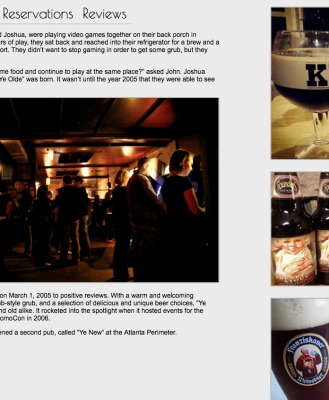 Reservations Reviews
d Joshua, were playing video games together on their back porch in
rs of play, they sat back and reached into their refrigerator for a brew and a
ort. They didn't want to stop gaming in order to get some grub, but they
me food and continue to play at the same place?" asked John. Joshua
Ye Olde" was born. It wasn't until the year 2005 that they were able to see
K
on March 1, 2005 to positive reviews. With a warm and welcoming
b-style grub, and a selection of delicious and unique beer choices, "Ye
nd old alike. It rocketed into the spotlight when it hosted events for the
omoCon in 2006.
ened a second pub, called "Ye New" at the Atlanta Perimeter.
Franziskaner
Weissbier